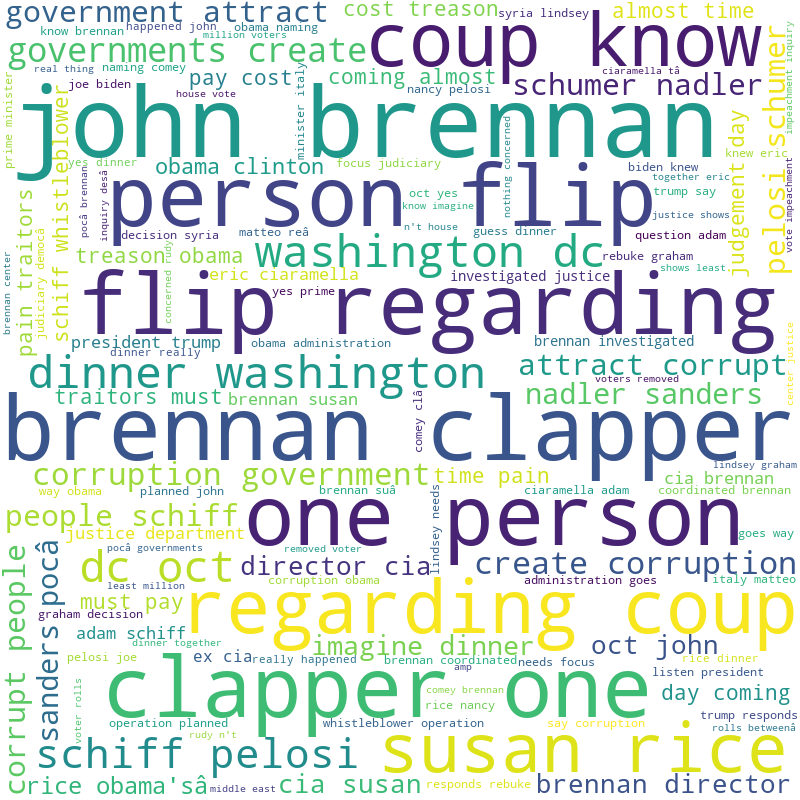 government attract
happened john
know brennan
obama naming
million voters
cost treason
syria lindsey
almost time
coup know
governments create
real thing
naming comey
joe biden
pay cost
house vote
coming almost
nancy pelosi
ciaramella tâ
schumer nadler
impeachment inquiry
prime minister
minister italy
john brennan
pelosi schumer
yes dinner
obama clinton
focus judiciary
nothing concerned
biden knew
knew eric
together eric
schiff whistleblower
pocâ brennan
inquiry desâ
person flip
oct yes
know imagine
n't house
trump say
justice shows
judgement day
vote impeachment
decision syria
matteo reâ
guess dinner
question adam
pain traitors
judiciary democâ
treason obama
concerned rudy
washington dc
rebuke graham
shows least
eric ciaramella
investigated justice
flip regarding
yes prime
brennan center
president trump
obama administration
brennan investigated
dinner really
dinner washington
attract corrupt
voters removed
center justice
traitors must
brennan susan
comey clâ
nadler sanders
brennan clapper
lindsey graham
corruption government
time pain
cia brennan
way obama
planned john
brennan suâ
ciaramella adam
coordinated brennan
people schiff
one person
lindsey needs
justice department
goes way
pocâ governments
removed voter
dc oct
director cia
create corruption
italy matteo
least million
corruption obama
administration goes
corrupt people
sanders pocâ
must pay
regarding coup
graham decision
adam schiff
imagine dinner
oct john
dinner together
pelosi joe
ex cia
really happened
brennan coordinated
needs focus
rice dinner
amp
listen president
clapper one
voter rolls
comey brennan
rice nancy
day coming
operation planned
whistleblower operation
say corruption
trump responds
rudy n't
rolls betweenâ
schiff pelosi
susan rice
rice obama'sâ
middle east
cia susan
responds rebuke
brennan director